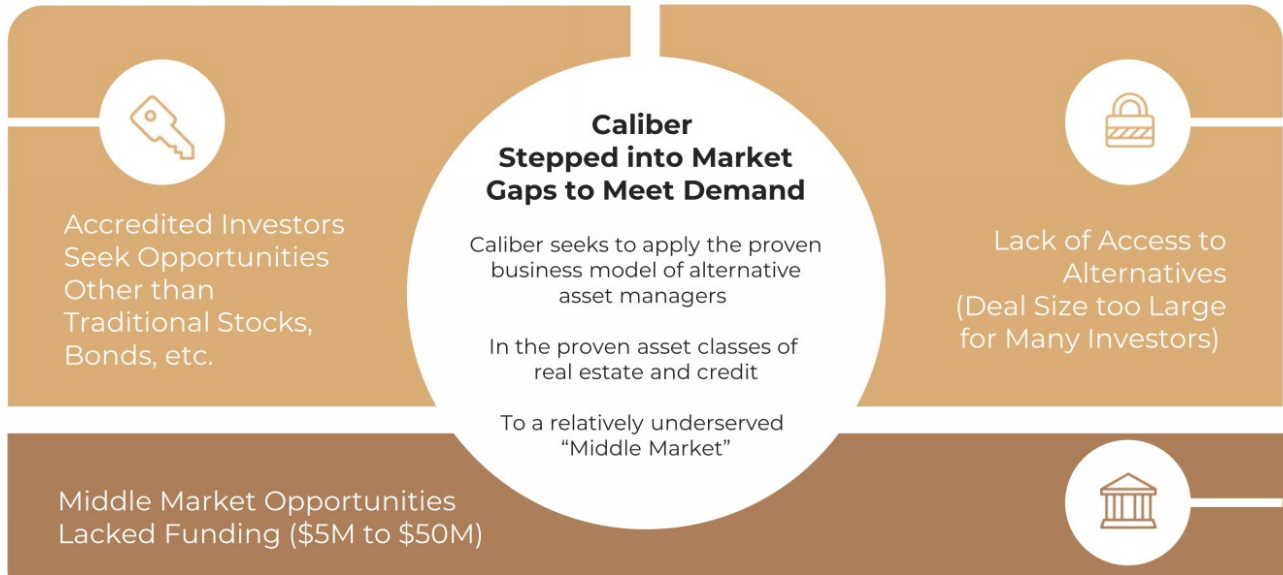 Accredited Investors
Seek Opportunities
Other than
Traditional Stocks,
Bonds, etc.
Caliber
Stepped into Market
Gaps to Meet Demand
Caliber seeks to apply the proven
business model of alternative
asset managers
In the proven asset classes of
real estate and credit
To a relatively underserved
“Middle Market”
Lack of Access to
Alternatives
(Deal Size too Large
for Many Investors)
Middle Market Opportunities
Lacked Funding ($5M to $50M)